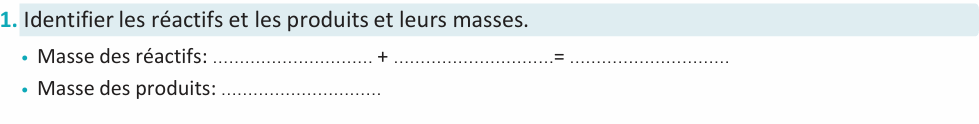 1. Identifier les réactifs et les produits et leurs masses.
• Masse des réactifs: .............................. + ..............................= ..............................
• Masse des produits: ..............................